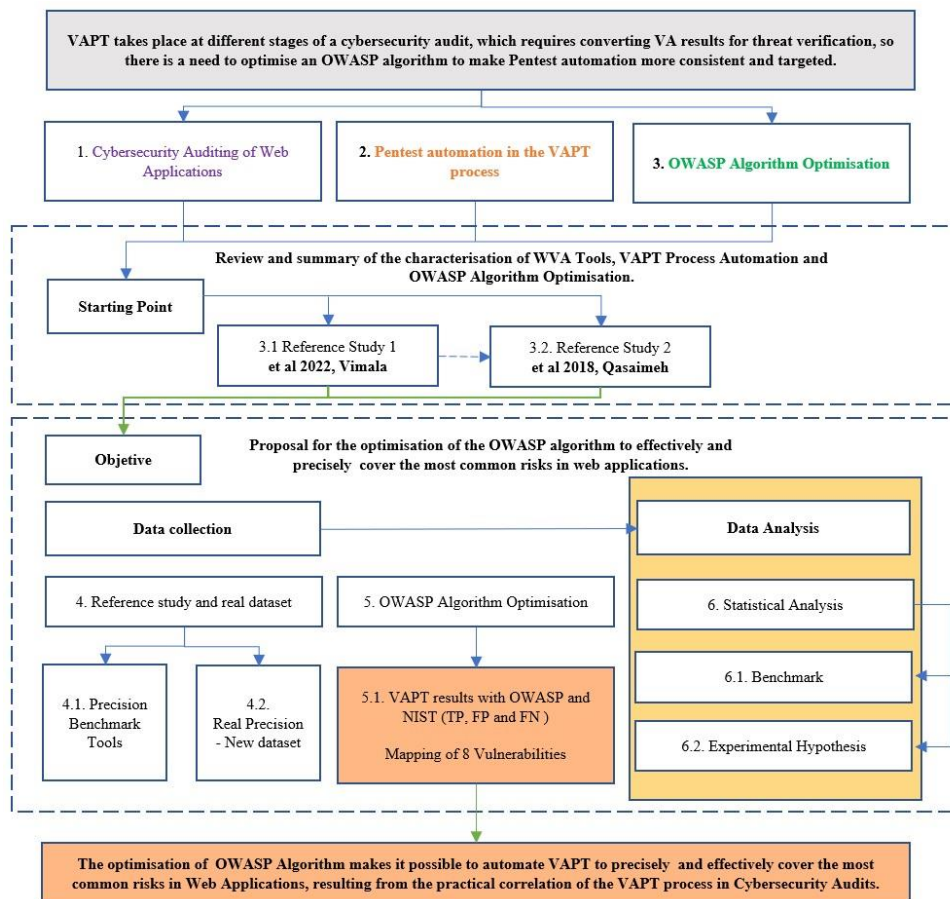 VAPT takes place at different stages of a cybersecurity audit, which requires converting VA results for threat verification, so
there is a need to optimise an OWASP algorithm to make Pentest automation more consistent and targeted.
1. Cybersecurity Auditing of Web
Applications
2. Pentest automation in the VAPT
process
3. OWASP Algorithm Optimisation
Review and summary of the characterisation of WVA Tools, VAPT Process Automation and
OWASP Algorithm Optimisation.
Starting Point
3.1 Reference Study 1
et al 2022, Vimala
3.2. Reference Study 2
et al 2018, Qasaimeh
Objetive
Proposal for the optimisation of the OWASP algorithm to effectively and
precisely cover the most common risks in web applications.
Data collection
Data Analysis
4. Reference study and real dataset
5. OWASP Algorithm Optimisation
6. Statistical Analysis
4.1. Precision
Benchmark
Tools
4.2.
Real Precision
- New dataset
5.1. VAPT results with OWASP and
NIST (TP, FP and FN )
Mapping of 8 Vulnerabilities
6.1. Benchmark
6.2. Experimental Hypothesis
The optimisation of OWASP Algorithm makes it possible to automate VAPT to precisely and effectively cover the most
common risks in Web Applications, resulting from the practical correlation of the VAPT process in Cybersecurity Audits.